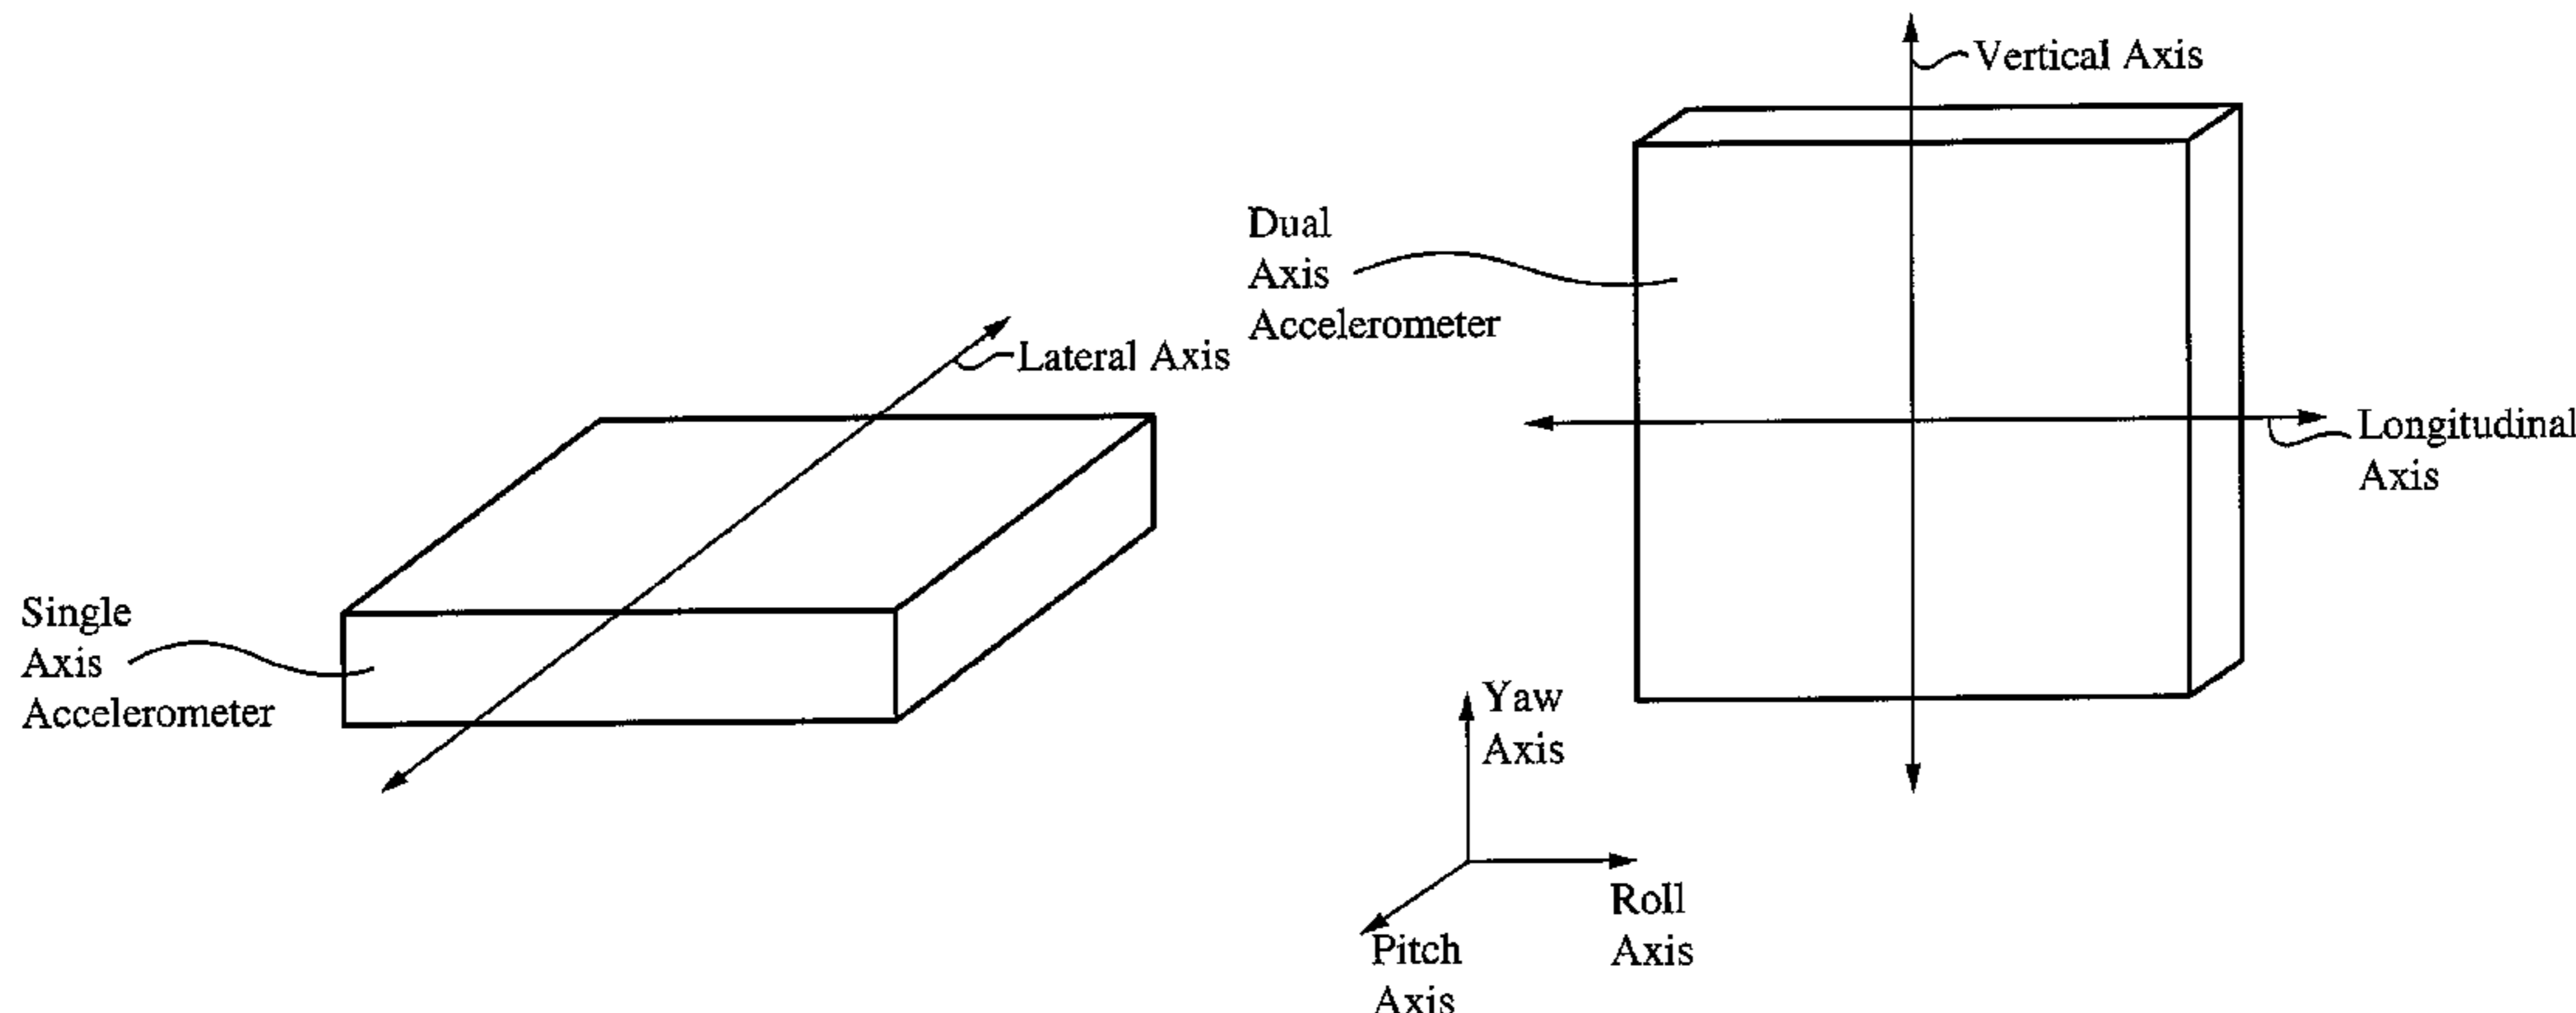 Vertical Axis
Dual
Axis
Accelerometer
Lateral Axis
Longitudinal
Axis
Single
Axis
Accelerometer
Yaw
Axis
Roll
Axis
Pitch
Axis